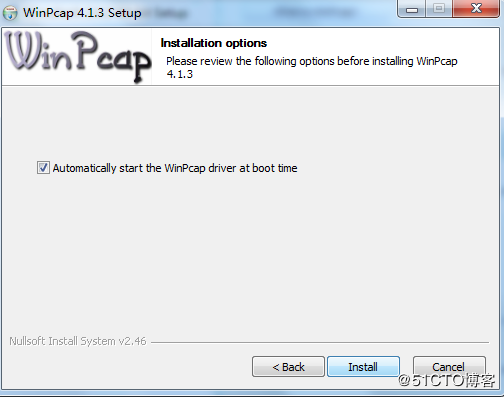 WinPcap 4.1.3 Setup
WinPcap
Installation options
Please review the following options before installing WinPcap
4.1.3
Automatically start the WinPcap driver at boot time
Nullsoft Install System v2.46
< Back
Install
Cancel
@51CTO博客